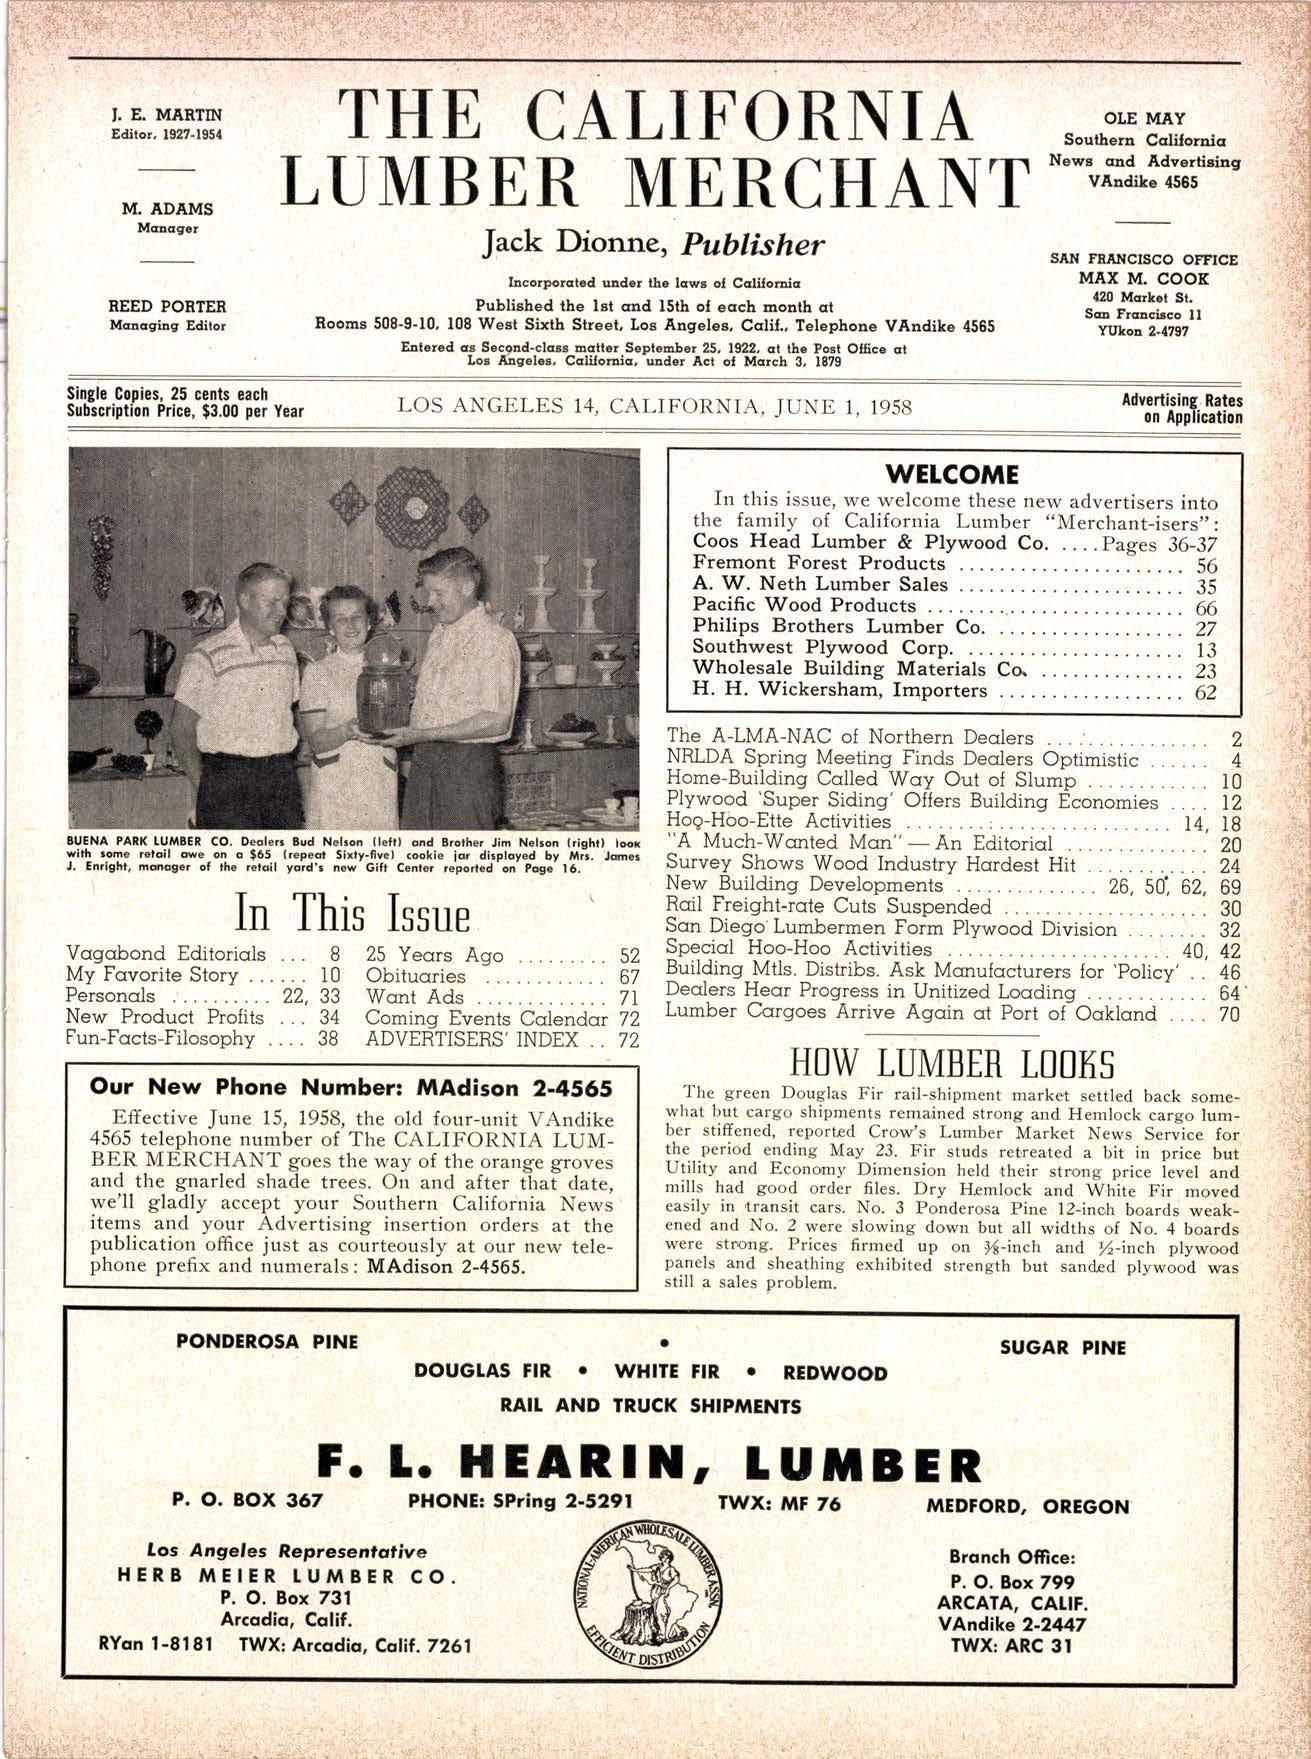 J. E. MARTIN
Editor, 1927-1954
M. ADAMS
Manager
REED PORTER
Managing Editor
THE CALIFORNIA
LUMBER MERCHANT
Jack Dionne, Publisher
Incorporated under the laws of California
Published the 1st and 15th of each month at
Rooms 508-9-10, 108 West Sixth Street, Los Angeles, Calif., Telephone VAndike 4565
Entered as Second-class matter September 25, 1922, at the Post Office at
Los Angeles, California, under Act of March 3, 1879
OLE MAY
Southern California
News and Advertising
VAndike 4565
SAN FRANCISCO OFFICE
MAX M. COOK
420 Market St.
San Francisco 11
YUkon 2-4797
Single Copies, 25 cents each
Subscription Price, $3.00 per Year
LOS ANGELES 14, CALIFORNIA, JUNE 1, 1958
Advertising Rates
on Application
BUENA PARK LUMBER CO. Dealers Bud Nelson (left) and Brother Jim Nelson (right) look
with some retail awe on a $65 (repeat Sixty-five) cookie jar displayed by Mrs. James
J. Enright, manager of the retail yard's new Gift Center reported on Page 16.
In This Issue
Vagabond Editorials ... 8
My Favorite Story ...... 10
Personals .......... 22, 33
New Product Profits ... 34
Fun-Facts-Filosophy .... 38
25 Years Ago ......... 52
Obituaries ............ 67
Want Ads ............. 71
Coming Events Calendar 72
ADVERTISERS' INDEX .. 72
Our New Phone Number: MAdison 2-4565
Effective June 15, 1958, the old four-unit VAndike
4565 telephone number of The CALIFORNIA LUM-
BER MERCHANT goes the way of the orange groves
and the gnarled shade trees. On and after that date,
we'll gladly accept your Southern California News
items and your Advertising insertion orders at the
publication office just as courteously at our new tele-
phone prefix and numerals: MAdison 2-4565.
WELCOME
In this issue, we welcome these new advertisers into
the family of California Lumber "Merchant-isers":
Coos Head Lumber & Plywood Co. ....Pages 36-37
Fremont Forest Products ....................... 56
A. W. Neth Lumber Sales ....................... 35
Pacific Wood Products .......................... 66
Philips Brothers Lumber Co. ................... 27
Southwest Plywood Corp. ...................... 13
Wholesale Building Materials Co. .............. 23
H. H. Wickersham, Importers .................. 62
The A-LMA-NAC of Northern Dealers ................ 2
NRLDA Spring Meeting Finds Dealers Optimistic ...... 4
Home-Building Called Way Out of Slump ............ 10
Plywood 'Super Siding' Offers Building Economies .... 12
Hoo-Hoo-Ette Activities .......................... 14, 18
"A Much-Wanted Man" — An Editorial .............. 20
Survey Shows Wood Industry Hardest Hit ............ 24
New Building Developments .............. 26, 50, 62, 69
Rail Freight-rate Cuts Suspended .................... 30
San Diego Lumbermen Form Plywood Division ........ 32
Special Hoo-Hoo Activities ...................... 40, 42
Building Mtls. Distribs. Ask Manufacturers for 'Policy' .. 46
Dealers Hear Progress in Unitized Loading ............ 64
Lumber Cargoes Arrive Again at Port of Oakland .... 70
HOW LUMBER LOOKS
The green Douglas Fir rail-shipment market settled back some-
what but cargo shipments remained strong and Hemlock cargo lum-
ber stiffened, reported Crow's Lumber Market News Service for
the period ending May 23. Fir studs retreated a bit in price but
Utility and Economy Dimension held their strong price level and
mills had good order files. Dry Hemlock and White Fir moved
easily in transit cars. No. 3 Ponderosa Pine 12-inch boards weak-
ened and No. 2 were slowing down but all widths of No. 4 boards
were strong. Prices firmed up on ⅜-inch and ½-inch plywood
panels and sheathing exhibited strength but sanded plywood was
still a sales problem.
PONDEROSA PINE • SUGAR PINE
DOUGLAS FIR • WHITE FIR • REDWOOD
RAIL AND TRUCK SHIPMENTS
F. L. HEARIN, LUMBER
P. O. BOX 367 PHONE: SPring 2-5291 TWX: MF 76 MEDFORD, OREGON
Los Angeles Representative
HERB MEIER LUMBER CO.
P. O. Box 731
Arcadia, Calif.
RYan 1-8181 TWX: Arcadia, Calif. 7261
NATIONAL-AMERICAN WHOLESALE LUMBER ASSN.
EFFICIENT DISTRIBUTION
Branch Office:
P. O. Box 799
ARCATA, CALIF.
VAndike 2-2447
TWX: ARC 31